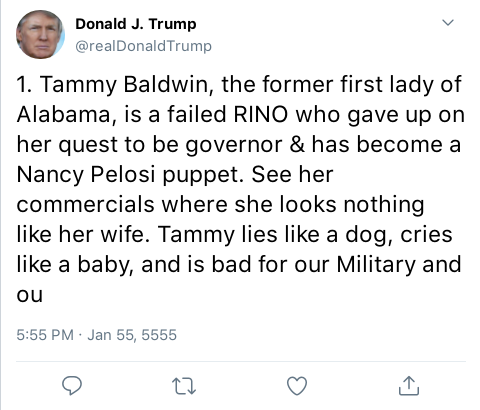 Donald J. Trump
@realDonaldTrump
1. Tammy Baldwin, the former first lady of
Alabama, is a failed RINO who gave up on
her quest to be governor & has become a
Nancy Pelosi puppet. See her
commercials where she looks nothing
like her wife. Tammy lies like a dog, cries
like a baby, and is bad for our Military and
ou
5:55 PM · Jan 55, 5555